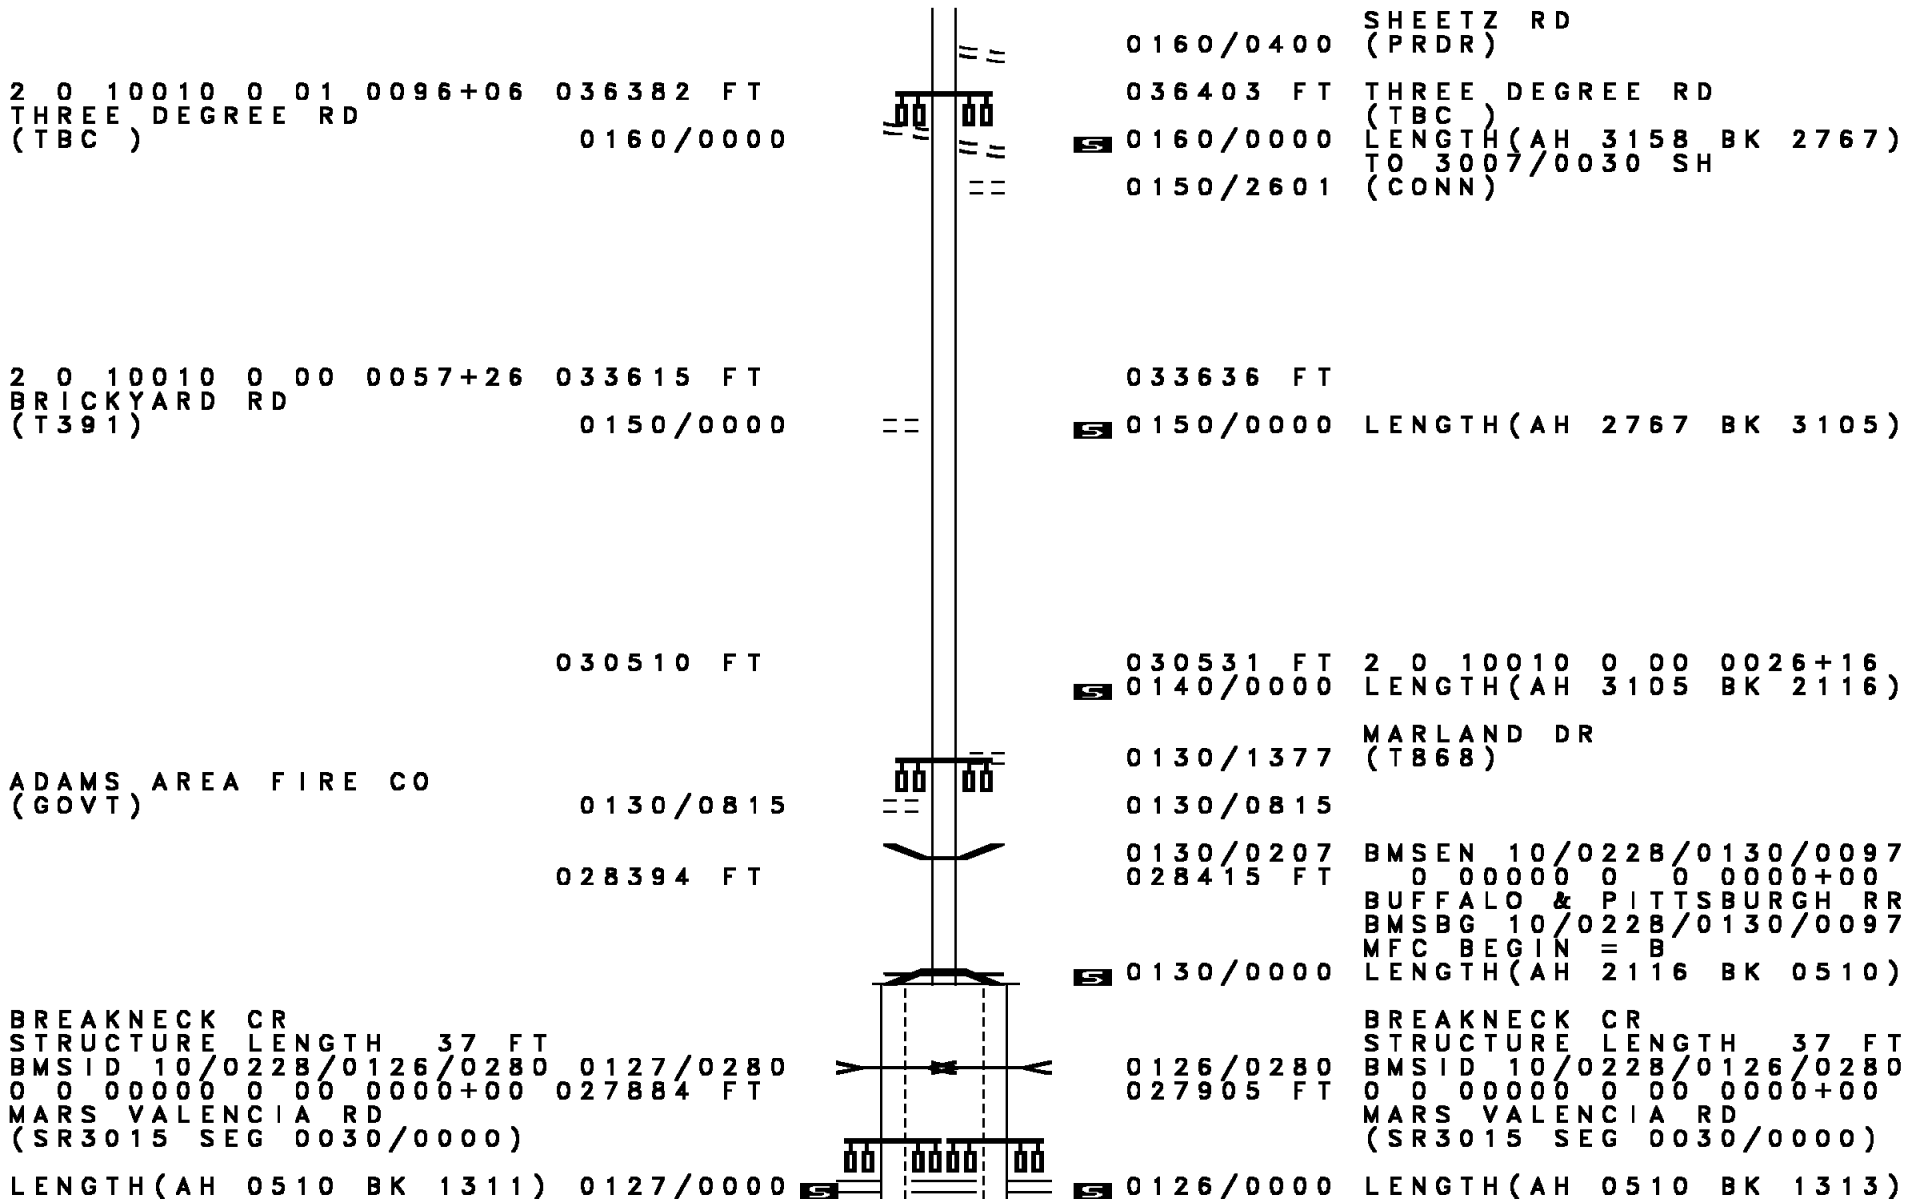 SHEETZ RD
0160/0400 (PRDR)
2 0 10010 0 01 0096+06 036382 FT 036403 FT THREE DEGREE RD
THREE DEGREE RD (TBC )
(TBC ) 0160/0000 S 0160/0000 LENGTH(AH 3158 BK 2767)
TO 3007/0030 SH
0150/2601 (CONN)
2 0 10010 0 00 0057+26 033615 FT 033636 FT
BRICKYARD RD
(T391) 0150/0000 S 0150/0000 LENGTH(AH 2767 BK 3105)
030510 FT 030531 FT 2 0 10010 0 00 0026+16
S 0140/0000 LENGTH(AH 3105 BK 2116)
MARLAND DR
0130/1377 (T868)
ADAMS AREA FIRE CO
(GOVT) 0130/0815 0130/0815
0130/0207 BMSEN 10/0228/0130/0097
028394 FT 028415 FT 0 00000 0 0 0000+00
BUFFALO & PITTSBURGH RR
BMSBG 10/0228/0130/0097
MFC BEGIN = B
S 0130/0000 LENGTH(AH 2116 BK 0510)
BREAKNECK CR BREAKNECK CR
STRUCTURE LENGTH 37 FT STRUCTURE LENGTH 37 FT
BMSID 10/0228/0126/0280 0127/0280 0126/0280 BMSID 10/0228/0126/0280
0 0 00000 0 00 0000+00 027884 FT 027905 FT 0 0 00000 0 00 0000+00
MARS VALENCIA RD MARS VALENCIA RD
(SR3015 SEG 0030/0000) (SR3015 SEG 0030/0000)
LENGTH(AH 0510 BK 1311) 0127/0000 S S 0126/0000 LENGTH(AH 0510 BK 1313)